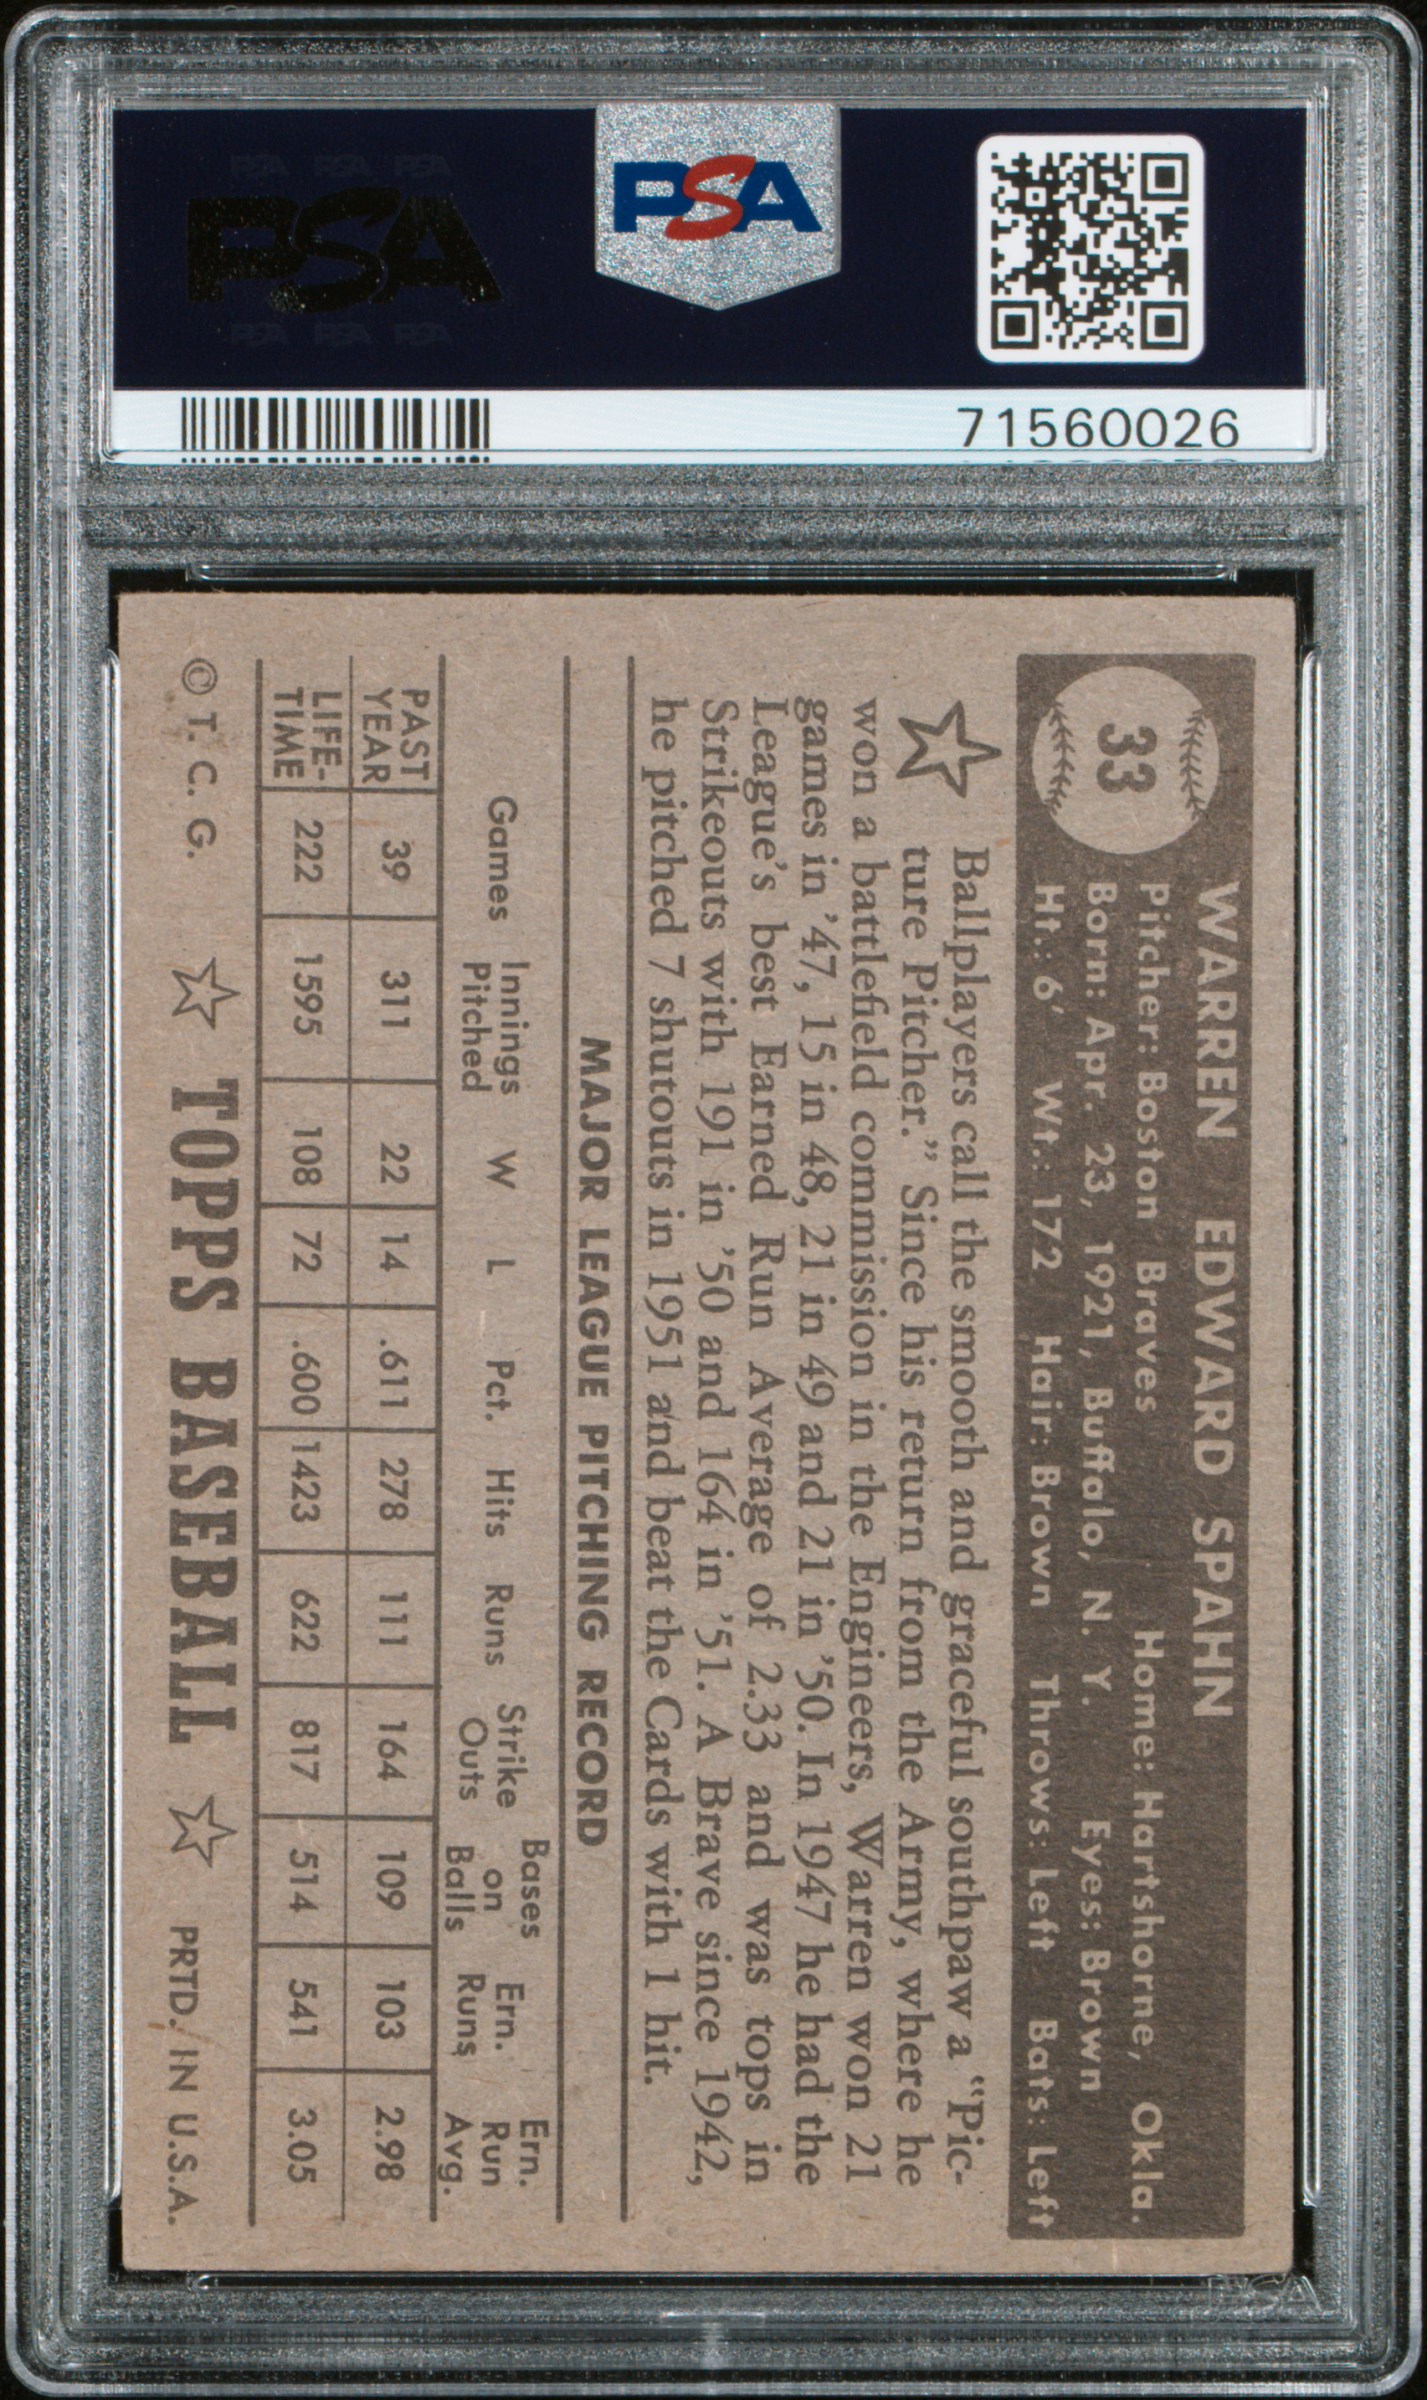 PSA
PSA PSA PSA
PSA
PSA PSA PSA
71560026
33
WARREN EDWARD SPAHN
Pitcher: Boston Braves Home: Hartshorne, Okla.
Born: Apr. 23, 1921, Buffalo, N. Y. Eyes: Brown
Ht.: 6' Wt.: 172 Hair: Brown Throws: Left Bats: Left
Ballplayers call the smooth and graceful southpaw a “Pic-
ture Pitcher.” Since his return from the Army, where he
won a battlefield commission in the Engineers, Warren won 21
games in ’47, 15 in 48, 21 in 49 and 21 in ’50. In 1947 he had the
League’s best Earned Run Average of 2.33 and was tops in
Strikeouts with 191 in ’50 and 164 in ’51. A Brave since 1942,
he pitched 7 shutouts in 1951 and beat the Cards with 1 hit.
MAJOR LEAGUE PITCHING RECORD
Games Innings Pitched W L Pct. Hits Runs Strike Outs Bases on Balls Ern. Runs Ern. Run Avg.
PAST YEAR 39 311 22 14 .611 278 111 164 109 103 2.98
LIFE-TIME 222 1595 108 72 .600 1423 622 817 514 541 3.05
© T. C. G. ☆ TOPPS BASEBALL ☆ PRTD. IN U.S.A.
PSA